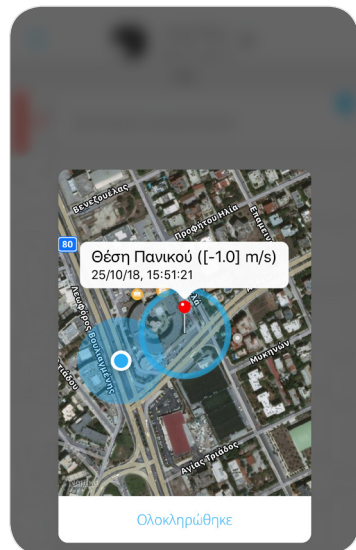 Βενεζουέλας
Προφήτου Ηλία
80
Θέση Πανικού ([-1.0] m/s)
25/10/18, 15:51:21
Λεωφόρος Βουλιαγμένης
Μυκηνών
Αγίας Τριάδος
Ολοκληρώθηκε